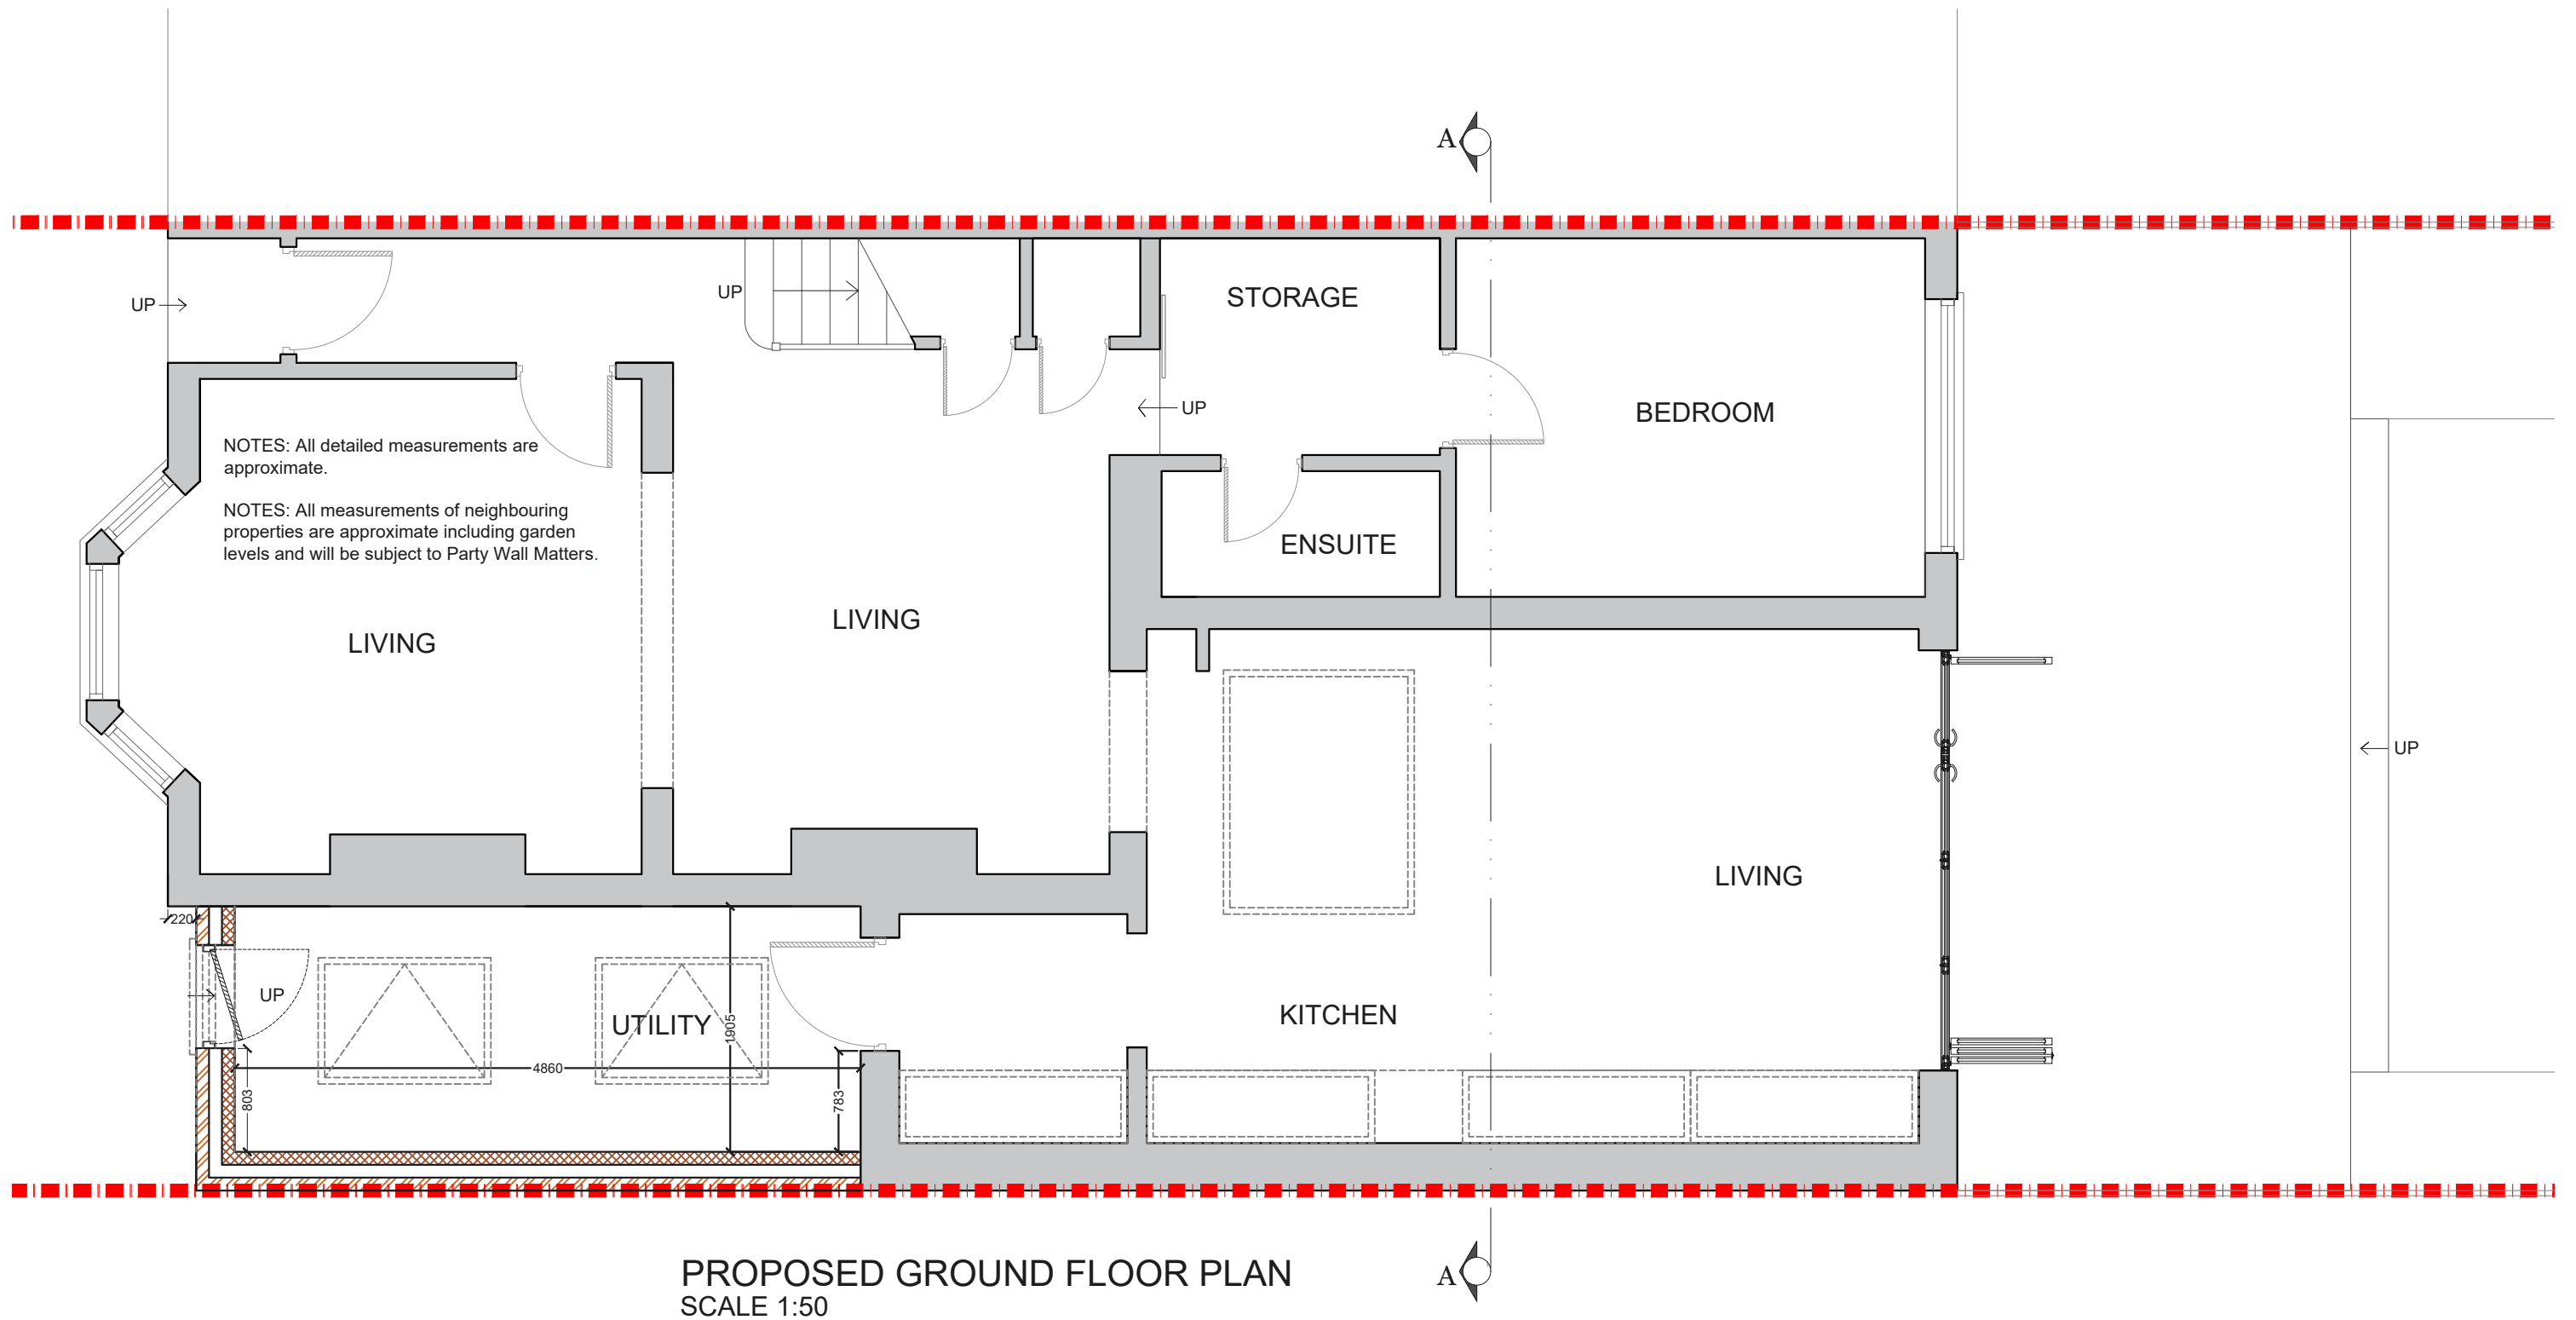 A
UP
UP
STORAGE
UP
BEDROOM
NOTES: All detailed measurements are
approximate.
NOTES: All measurements of neighbouring
properties are approximate including garden
levels and will be subject to Party Wall Matters.
ENSUITE
LIVING
LIVING
UP
LIVING
220
UP
UTILITY
1905
KITCHEN
4860
803
783
PROPOSED GROUND FLOOR PLAN
SCALE 1:50
A